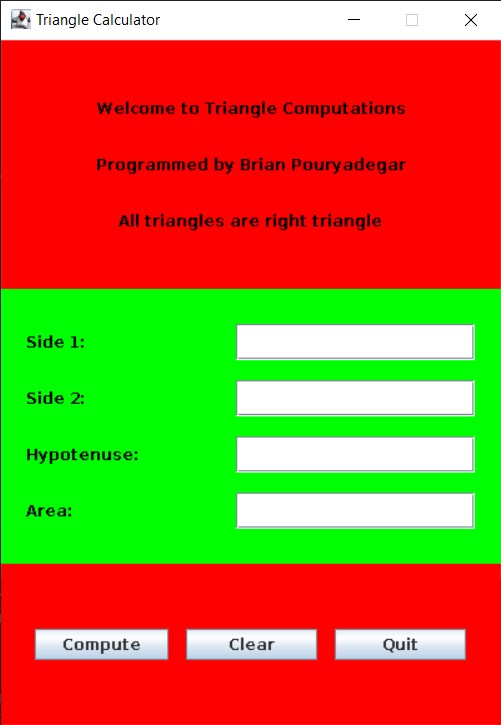 Triangle Calculator
Welcome to Triangle Computations
Programmed by Brian Pouryadegar
All triangles are right triangle
Side 1:
Side 2:
Hypotenuse:
Area:
Compute Clear Quit